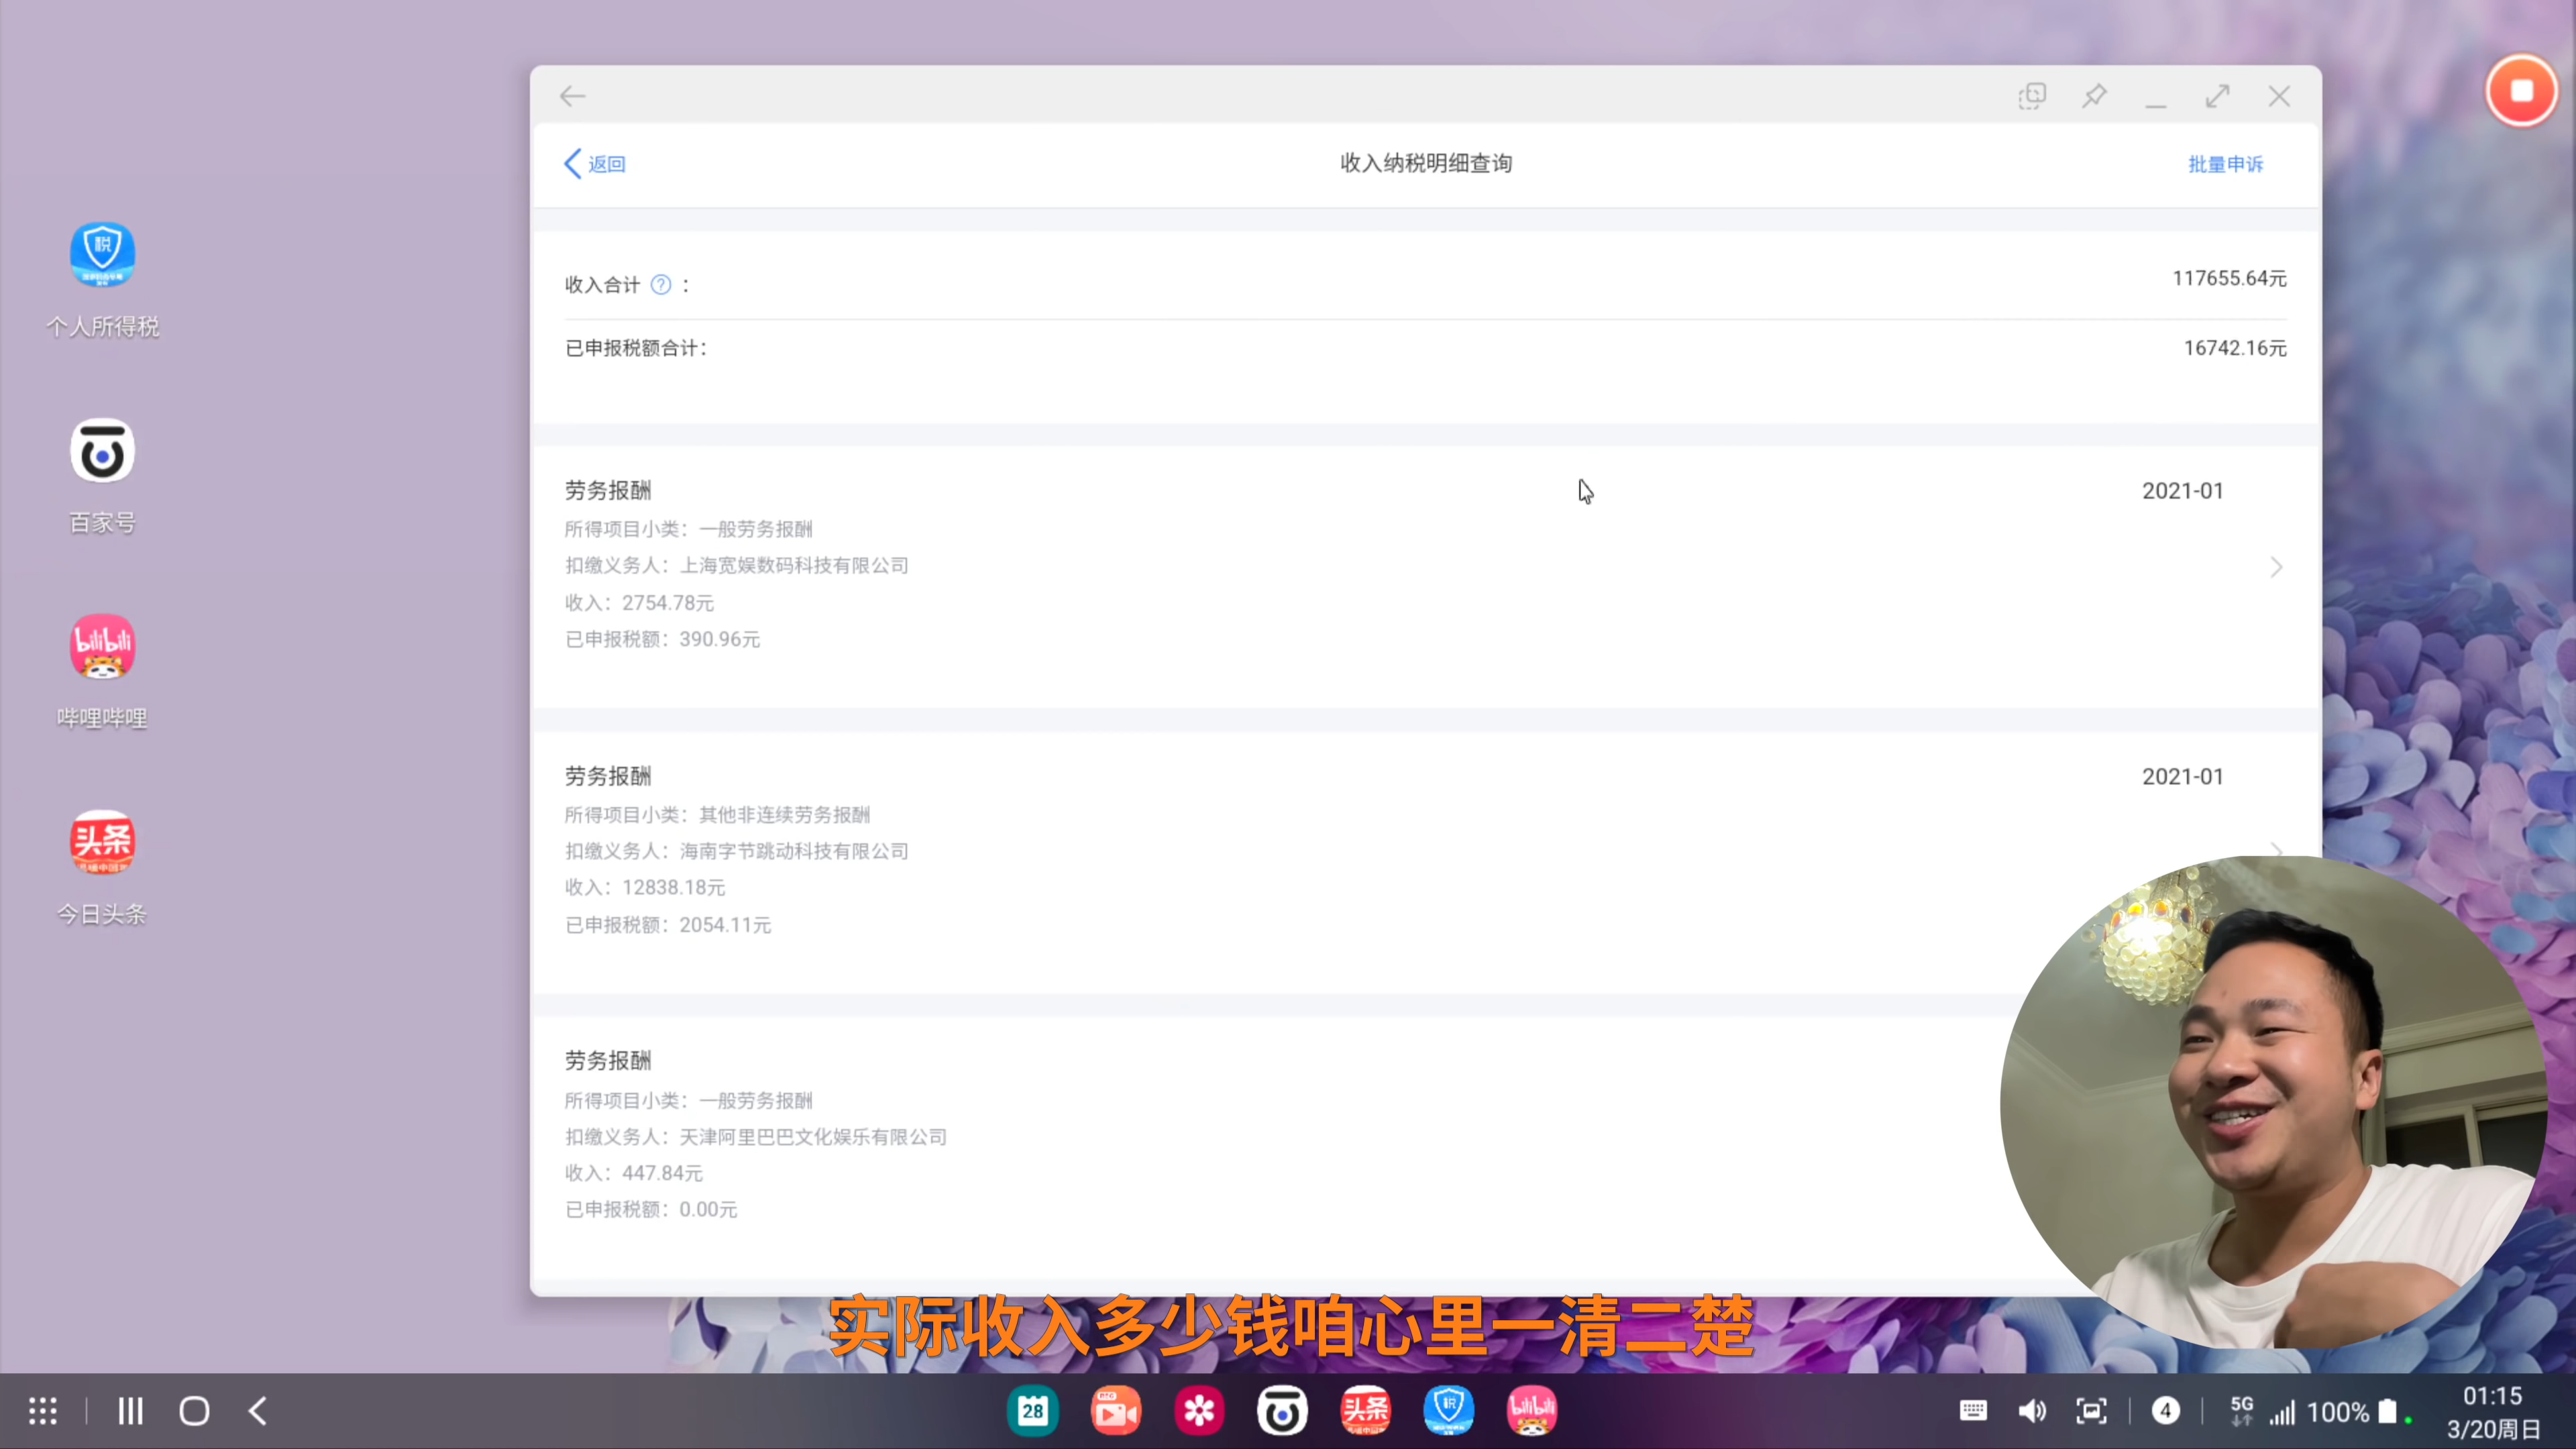 返回
收入纳税明细查询
批量申诉
收入合计 ? :
117655.64元
已申报税额合计:
16742.16元
劳务报酬
2021-01
所得项目小类: 一般劳务报酬
扣缴义务人: 上海宽娱数码科技有限公司
收入: 2754.78元
已申报税额: 390.96元
劳务报酬
2021-01
所得项目小类: 其他非连续劳务报酬
扣缴义务人: 海南字节跳动科技有限公司
收入: 12838.18元
已申报税额: 2054.11元
劳务报酬
所得项目小类: 一般劳务报酬
扣缴义务人: 天津阿里巴巴文化娱乐有限公司
收入: 447.84元
已申报税额: 0.00元
税
个人所得税
百家号
bilibili
哔哩哔哩
头条
今日头条
实际收入多少钱咱心里一清二楚
28
REC
头条
税
bilibili
4
5G
100%
01:15
3/20周日